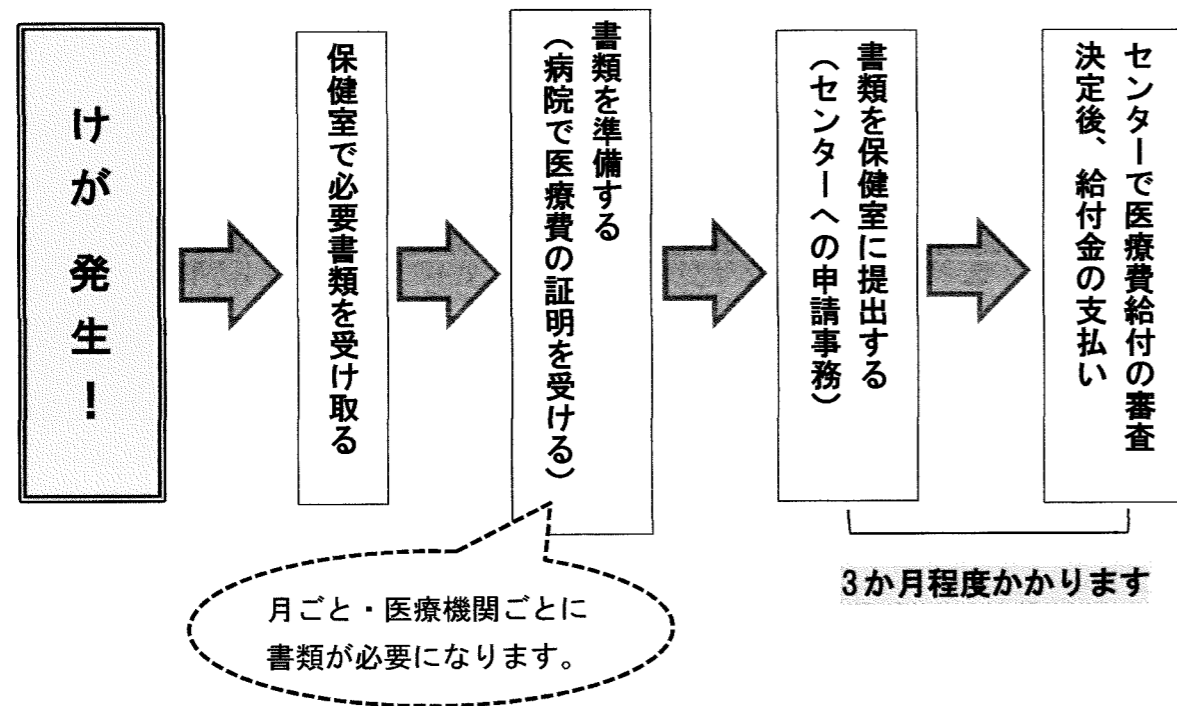 けが 発生！
保健室で必要書類を受け取る
書類を準備する
（病院で医療費の証明を受ける）
書類を保健室に提出する
（センターへの申請事務）
センターで医療費給付の審査
決定後、給付金の支払い
月ごと・医療機関ごとに
書類が必要になります。
3か月程度かかります